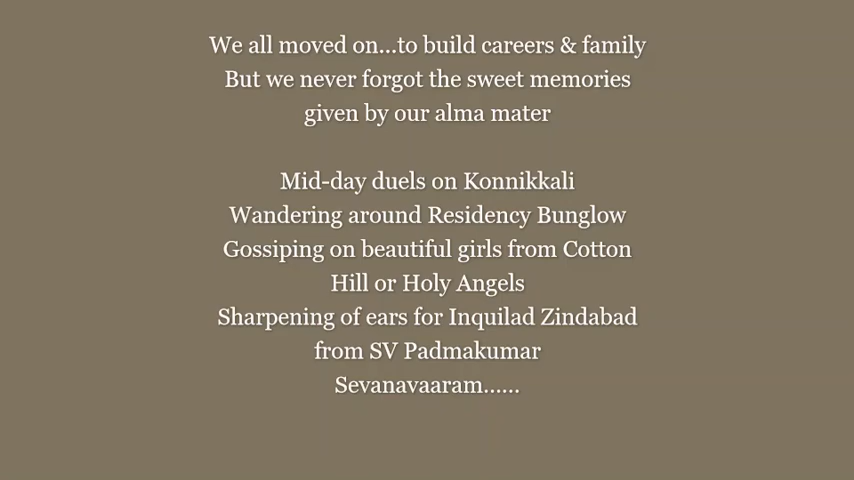 We all moved on...to build careers & family
But we never forgot the sweet memories
given by our alma mater
Mid-day duels on Konnikkali
Wandering around Residency Bunglow
Gossiping on beautiful girls from Cotton
Hill or Holy Angels
Sharpening of ears for Inquilad Zindabad
from SV Padmakumar
Sevanavaaram......